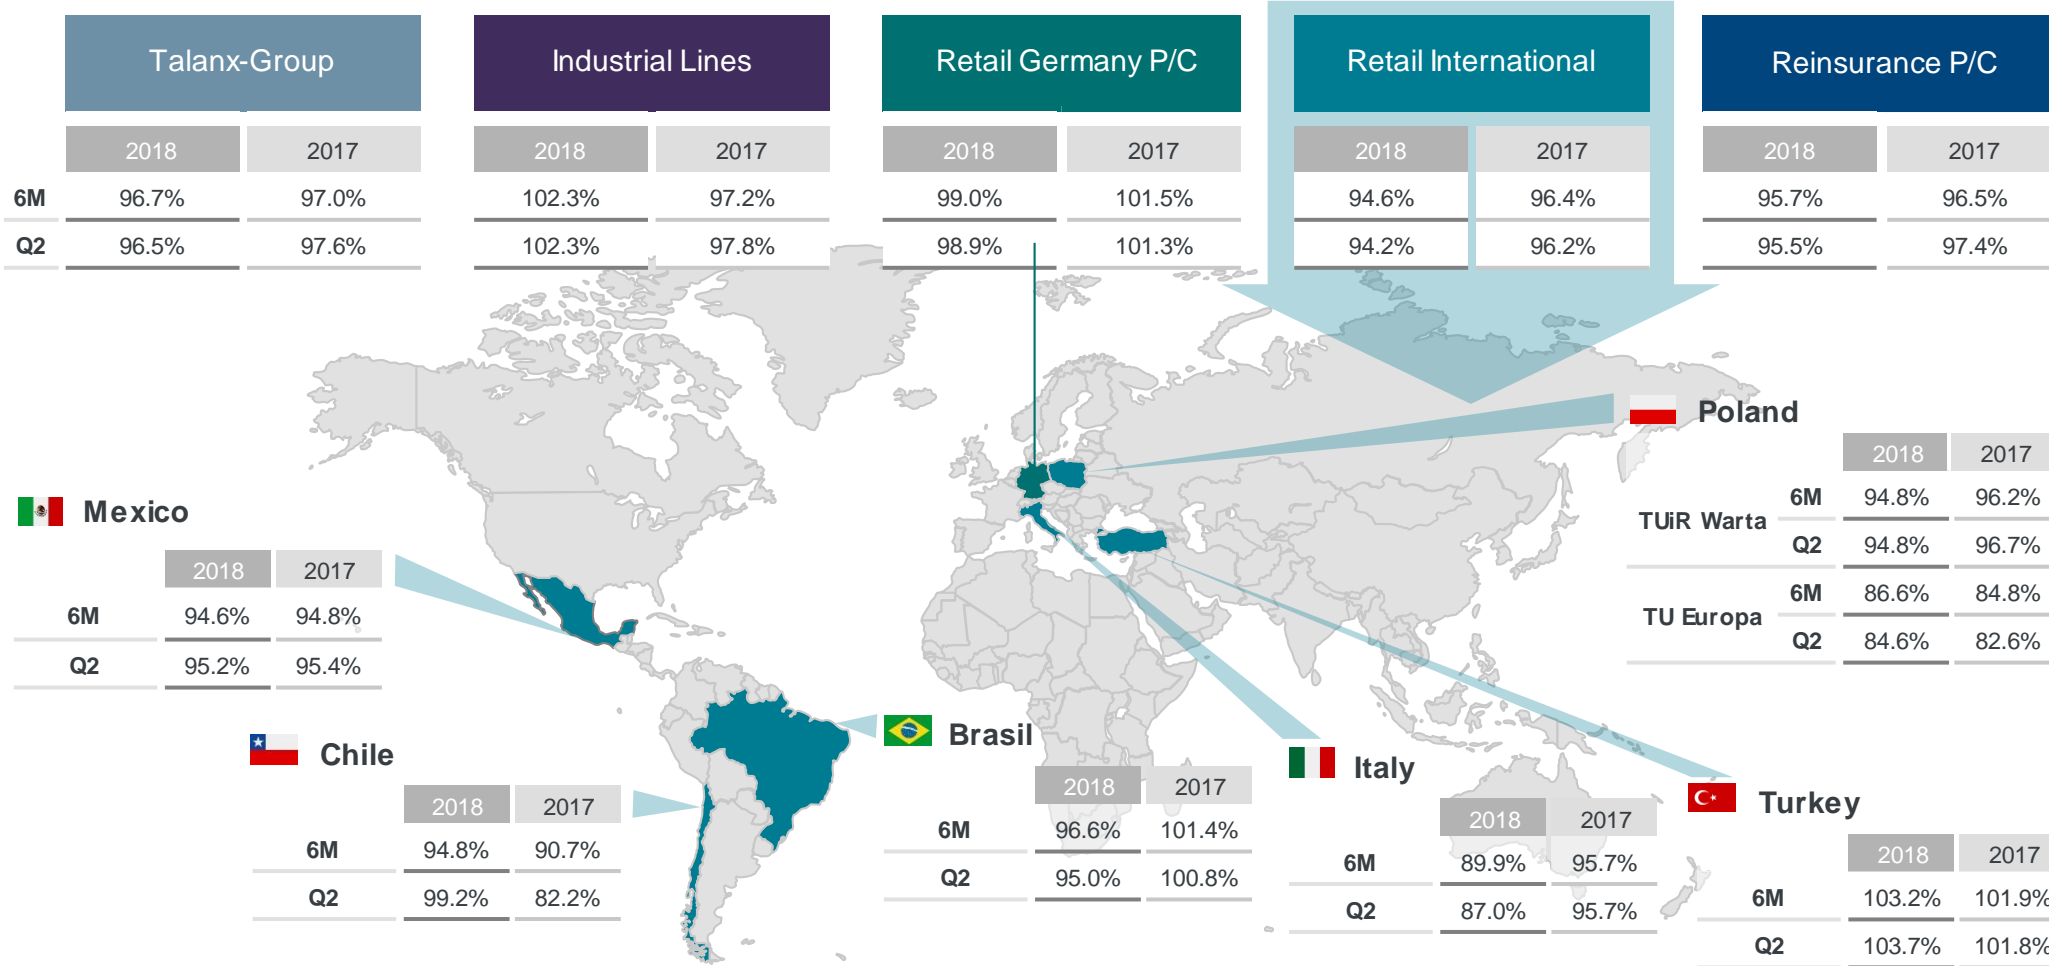 Talanx-Group Industrial Lines Retail Germany P/C Retail International Reinsurance P/C
2018 2017 2018 2017 2018 2017 2018 2017 2018 2017
6M 96.7% 97.0% 102.3% 97.2% 99.0% 101.5% 94.6% 96.4% 95.7% 96.5%
Q2 96.5% 97.6% 102.3% 97.8% 98.9% 101.3% 94.2% 96.2% 95.5% 97.4%
Poland
2018 2017
TUiR Warta
6M 94.8% 96.2%
Q2 94.8% 96.7%
TU Europa
6M 86.6% 84.8%
Q2 84.6% 82.6%
Mexico
2018 2017
6M 94.6% 94.8%
Q2 95.2% 95.4%
Chile
2018 2017
6M 94.8% 90.7%
Q2 99.2% 82.2%
Brasil
2018 2017
6M 96.6% 101.4%
Q2 95.0% 100.8%
Italy
2018 2017
6M 89.9% 95.7%
Q2 87.0% 95.7%
Turkey
2018 2017
6M 103.2% 101.9%
Q2 103.7% 101.8%